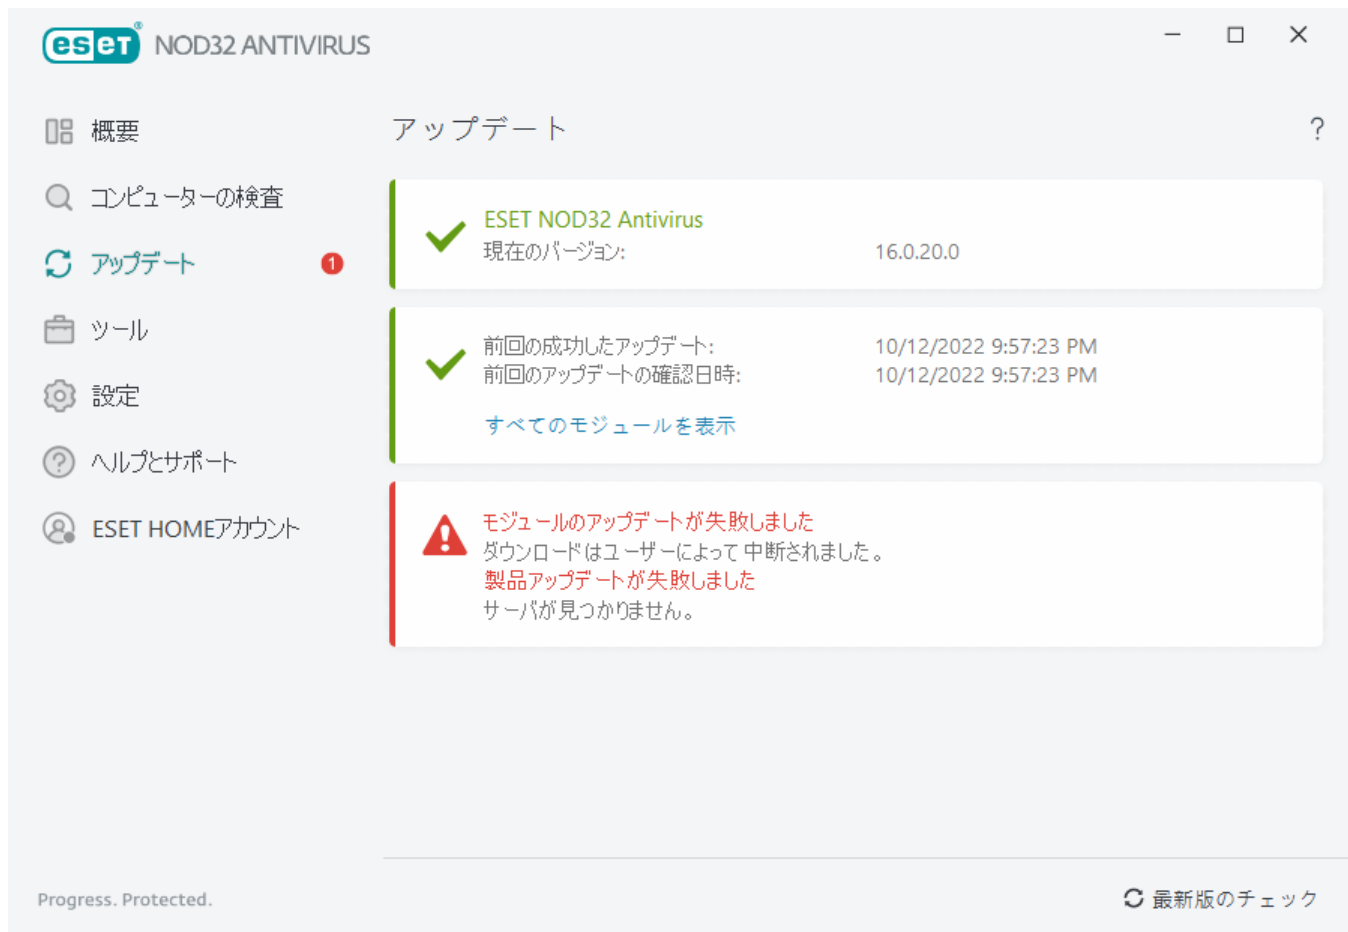 eset® NOD32 ANTIVIRUS
概要
コンピューターの検査
アップデート 1
ツール
設定
ヘルプとサポート
ESET HOMEアカウント
アップデート ?
ESET NOD32 Antivirus
現在のバージョン: 16.0.20.0
前回の成功したアップデート: 10/12/2022 9:57:23 PM
前回のアップデートの確認日時: 10/12/2022 9:57:23 PM
すべてのモジュールを表示
モジュールのアップデートが失敗しました
ダウンロードはユーザーによって中断されました。
製品アップデートが失敗しました
サーバが見つかりません。
Progress. Protected.
最新版のチェック